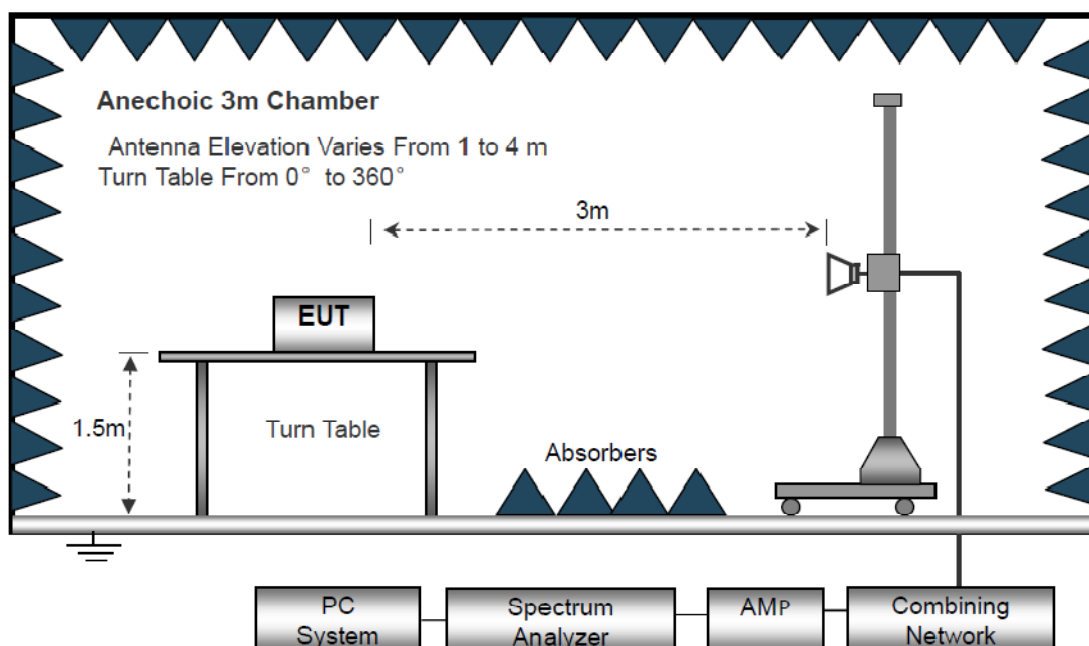 Anechoic 3m Chamber
Antenna Elevation Varies From 1 to 4 m
Turn Table From 0° to 360°
3m
EUT
1.5m
Turn Table
Absorbers
PC
System
Spectrum
Analyzer
AMP
Combining
Network